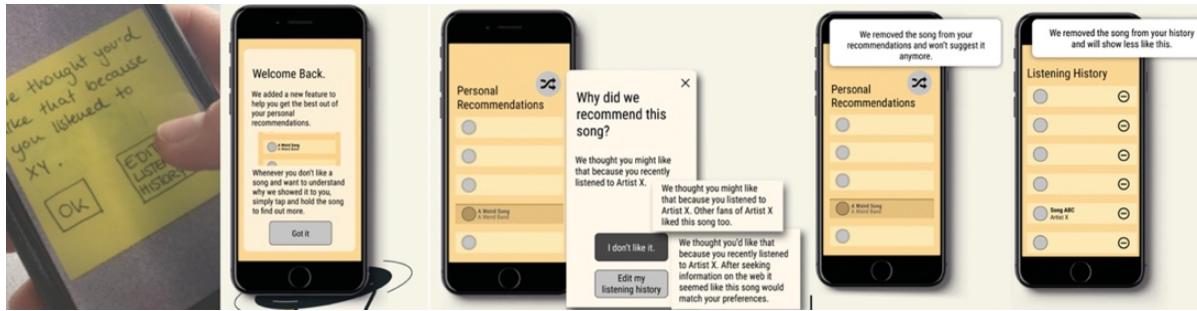 e thought you'd
like that because
you listened to
XY.
OK
EDIT
LISTE
HISTORY
Welcome Back.
We added a new feature to
help you get the best out of
your personal
recommendations.
A Weird Song
A Weird Band
Whenever you don't like a
song and want to understand
why we showed it to you,
simply tap and hold the song
to find out more.
Got it
Personal
Recommendations
A Weird Song
A Weird Band
Why did we
recommend this
song?
We thought you might like
that because you recently
listened to Artist X.
We thought you might like
that because you listened to
Artist X. Other fans of Artist X
liked this song too.
I don't like it.
Edit my
listening history
We thought you'd like that
because you recently listened
to Artist X. After seeking
information on the web it
seemed like this song would
match your preferences.
We removed the song from your
recommendations and won't suggest it
anymore.
Personal
Recommendations
A Weird Song
A Weird Band
We removed the song from your history
and will show less like this.
Listening History
Song ABC
Artist X